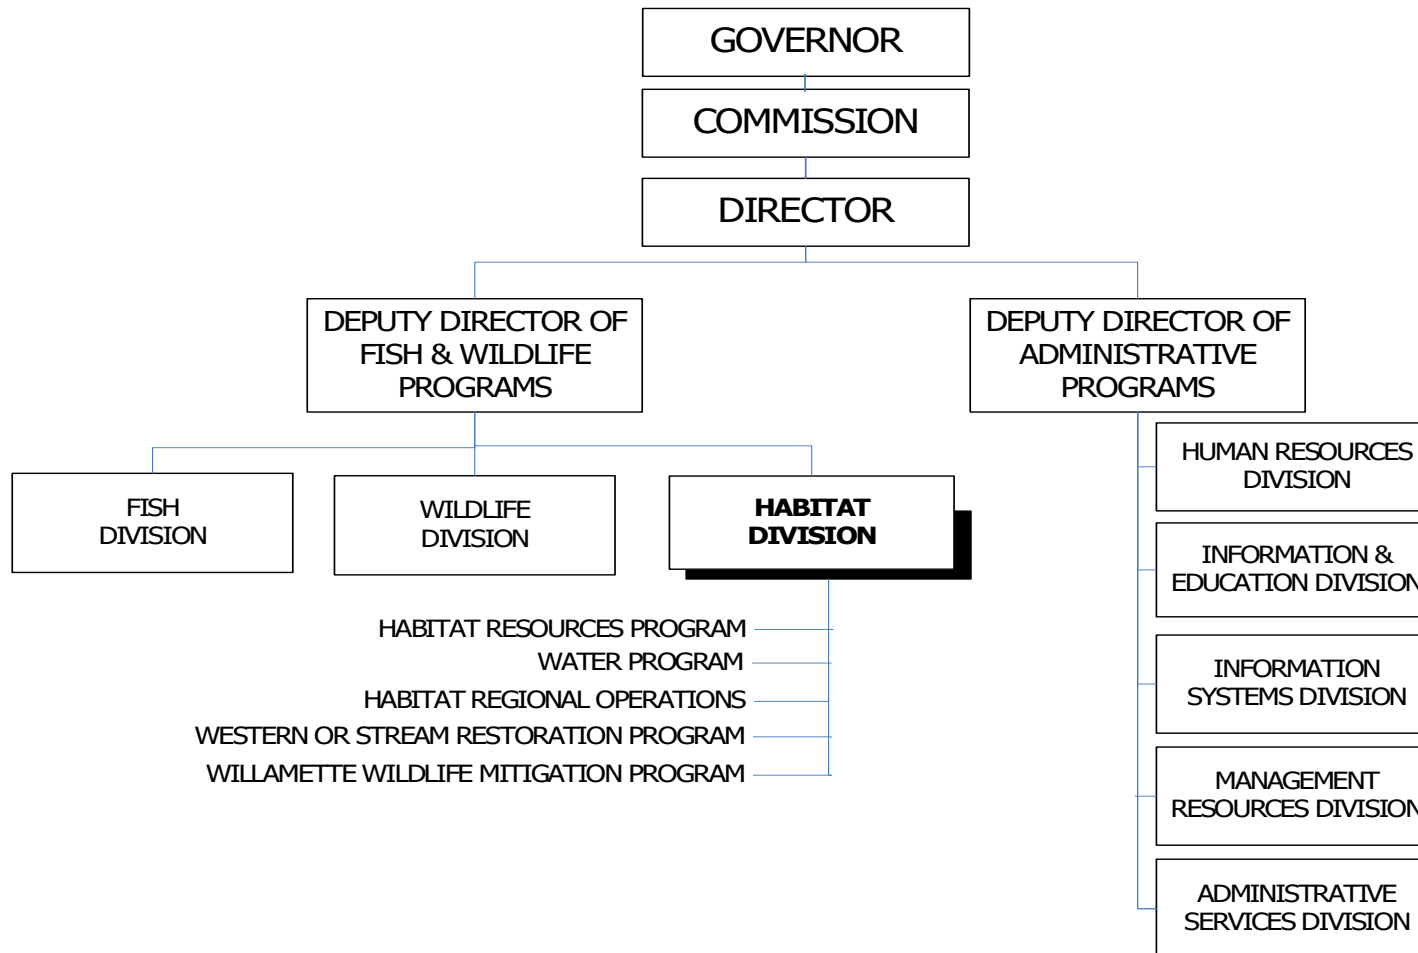 GOVERNOR
COMMISSION
DIRECTOR
DEPUTY DIRECTOR OF
FISH & WILDLIFE
PROGRAMS
DEPUTY DIRECTOR OF
ADMINISTRATIVE
PROGRAMS
FISH
DIVISION
WILDLIFE
DIVISION
HABITAT
DIVISION
HABITAT RESOURCES PROGRAM
WATER PROGRAM
HABITAT REGIONAL OPERATIONS
WESTERN OR STREAM RESTORATION PROGRAM
WILLAMETTE WILDLIFE MITIGATION PROGRAM
HUMAN RESOURCES
DIVISION
INFORMATION &
EDUCATION DIVISION
INFORMATION
SYSTEMS DIVISION
MANAGEMENT
RESOURCES DIVISION
ADMINISTRATIVE
SERVICES DIVISION